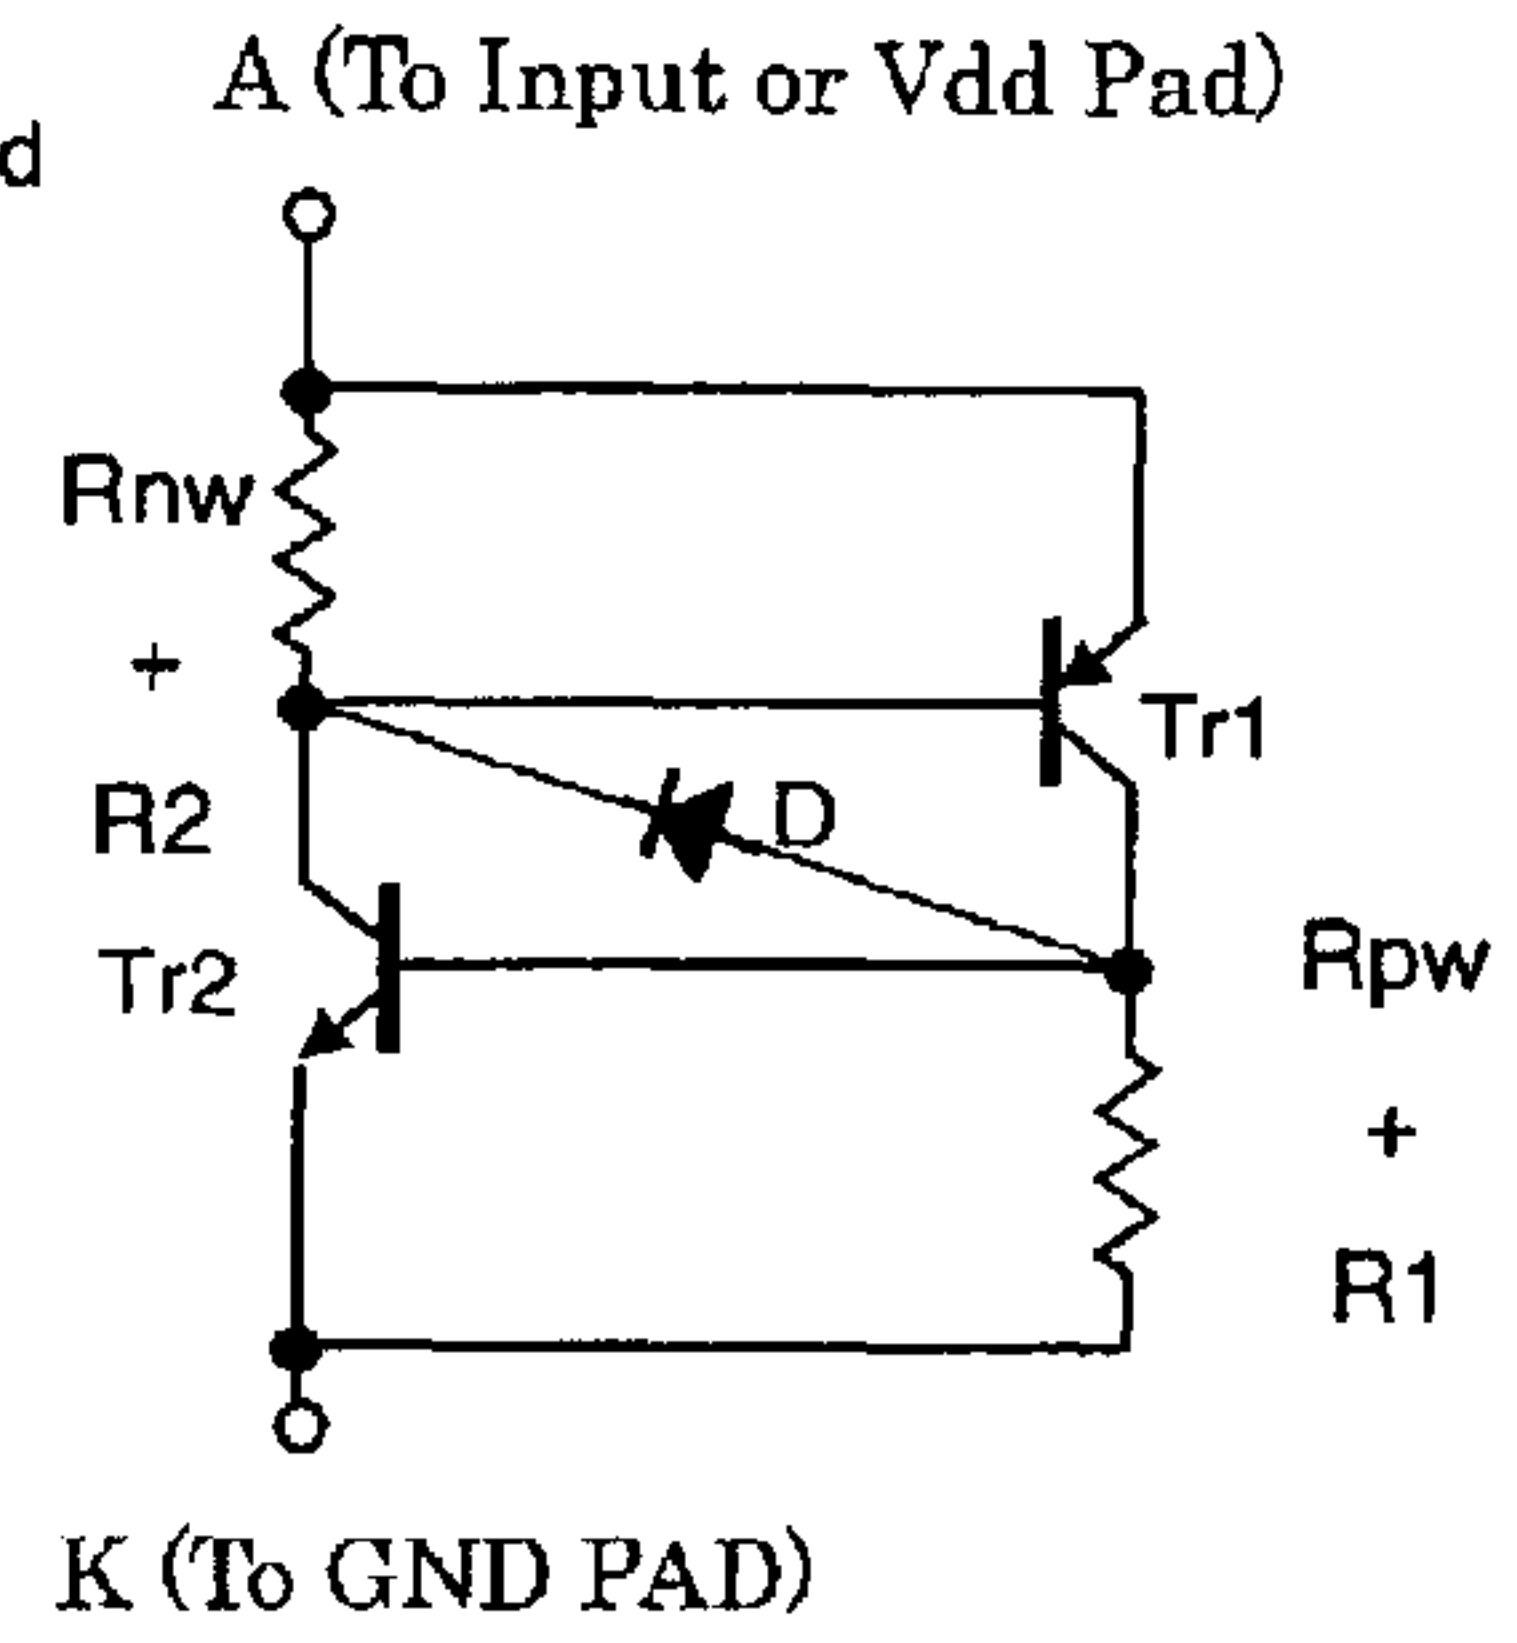 A (To Input or Vdd Pad)
d
Rnw
+
R2
Tr1
D
Tr2
Rpw
+
R1
K (To GND PAD)